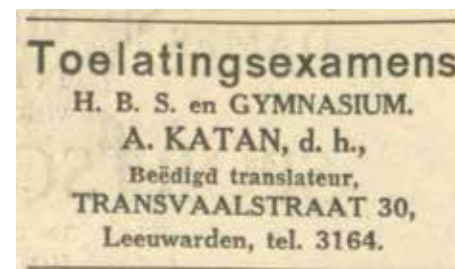 Toelatingsexamens
H. B. S. en GYMNASIUM.
A. KATAN, d. h.,
Beëdigd translateur,
TRANSVAALSTRAAT 30,
Leeuwarden, tel. 3164.